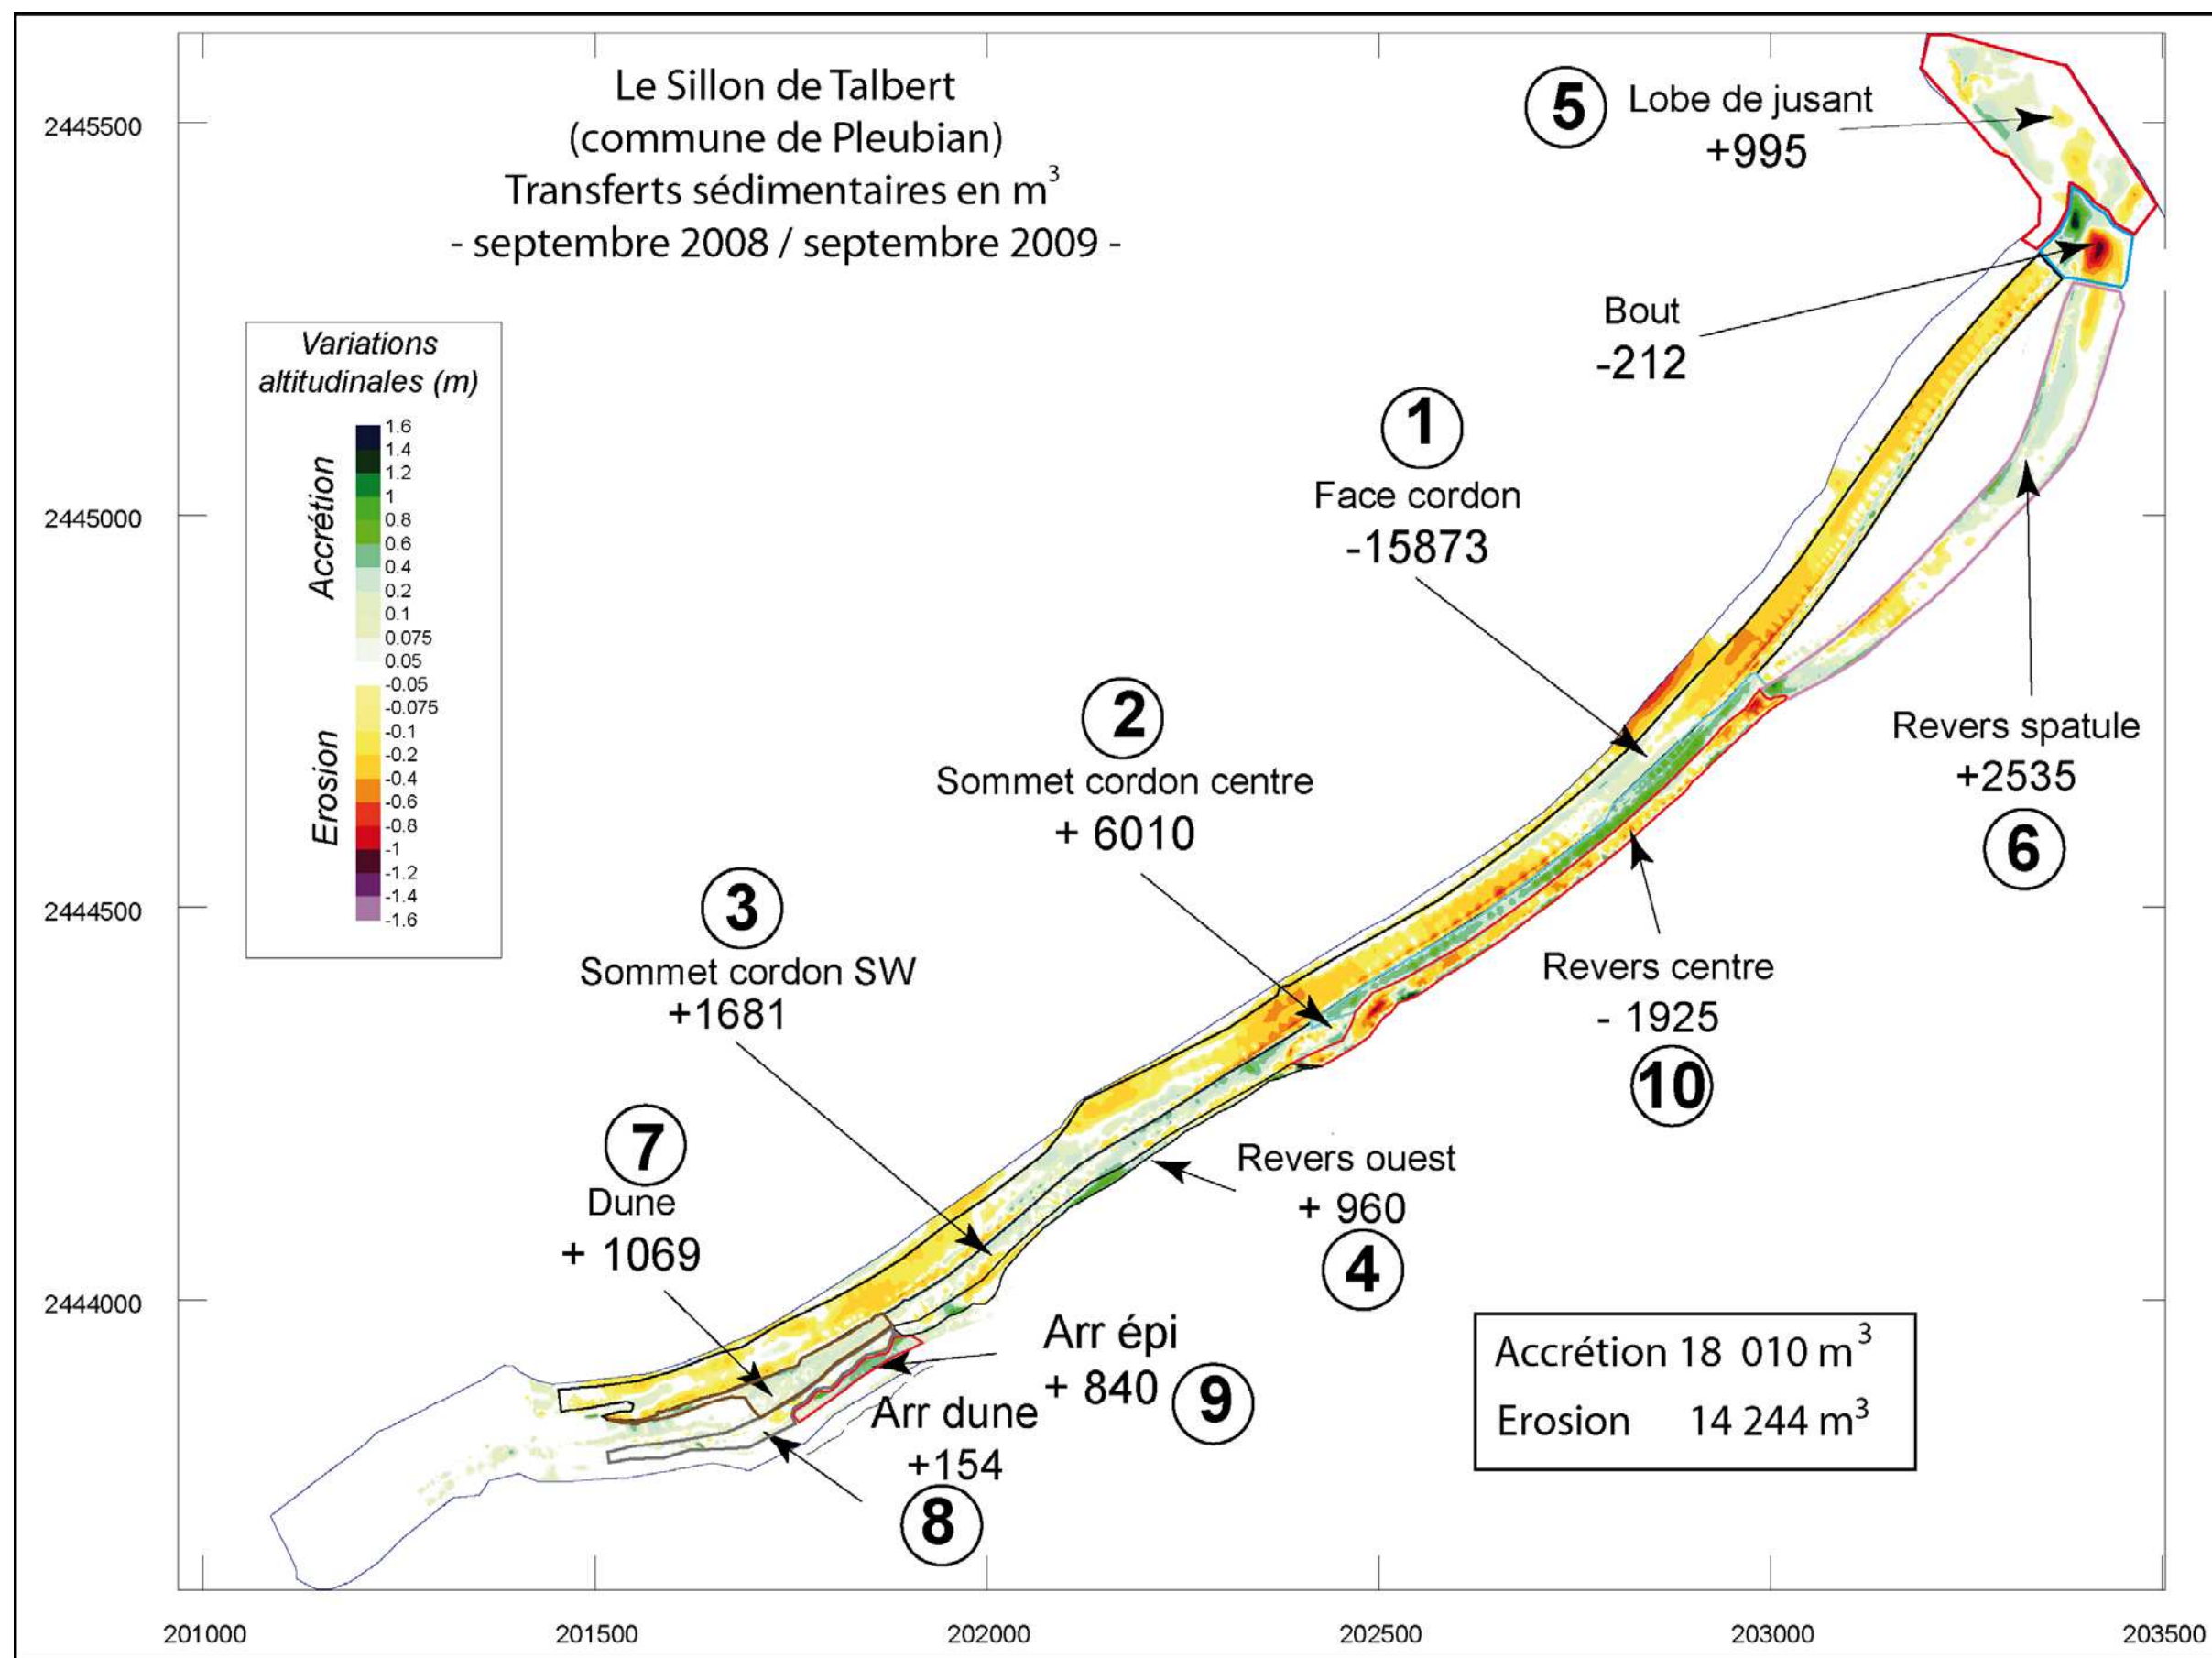 Le Sillon de Talbert
(commune de Pleubian)
Transferts sédimentaires en m³
- septembre 2008 / septembre 2009 -
2445500
2445000
2444500
2444000
Variations
altitudinales (m)
Accrétion
Erosion
1.6
1.4
1.2
1
0.8
0.6
0.4
0.2
0.1
0.075
0.05
-0.05
-0.075
-0.1
-0.2
-0.4
-0.6
-0.8
-1
-1.2
-1.4
-1.6
5
Lobe de jusant
+995
Bout
-212
1
Face cordon
-15873
2
Sommet cordon centre
+ 6010
3
Sommet cordon SW
+1681
Revers spatule
+2535
6
Revers centre
- 1925
10
7
Dune
+ 1069
Revers ouest
+ 960
4
Arr épi
+ 840
9
Arr dune
+154
8
Accrétion 18 010 m³
Erosion 14 244 m³
201000
201500
202000
202500
203000
203500